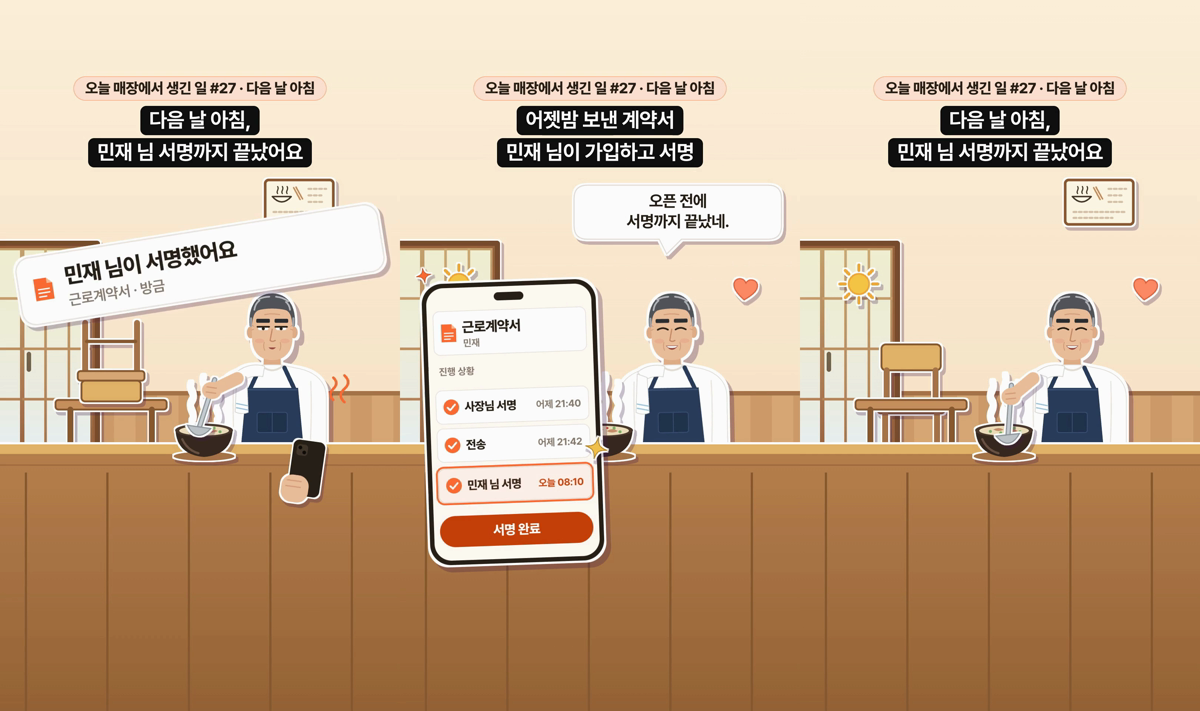 오늘 매장에서 생긴 일 #27 · 다음 날 아침
다음 날 아침,
민재 님 서명까지 끝났어요
민재 님이 서명했어요
근로계약서 · 방금
오늘 매장에서 생긴 일 #27 · 다음 날 아침
어젯밤 보낸 계약서
민재 님이 가입하고 서명
오픈 전에
서명까지 끝났네.
근로계약서
민재
진행 상황
사장님 서명 어제 21:40
전송 어제 21:42
민재 님 서명 오늘 08:10
서명 완료
오늘 매장에서 생긴 일 #27 · 다음 날 아침
다음 날 아침,
민재 님 서명까지 끝났어요